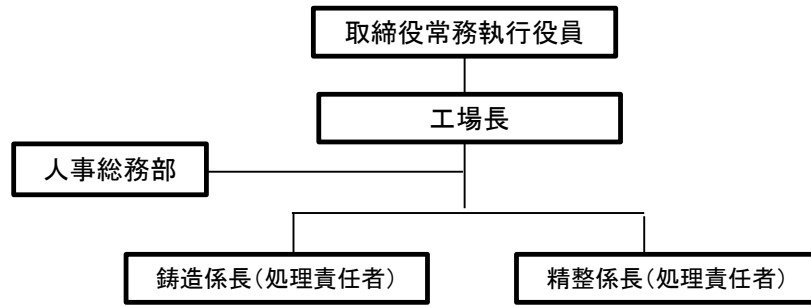 取締役常務執行役員
工場長
人事総務部
鋳造係長(処理責任者)
精整係長(処理責任者)